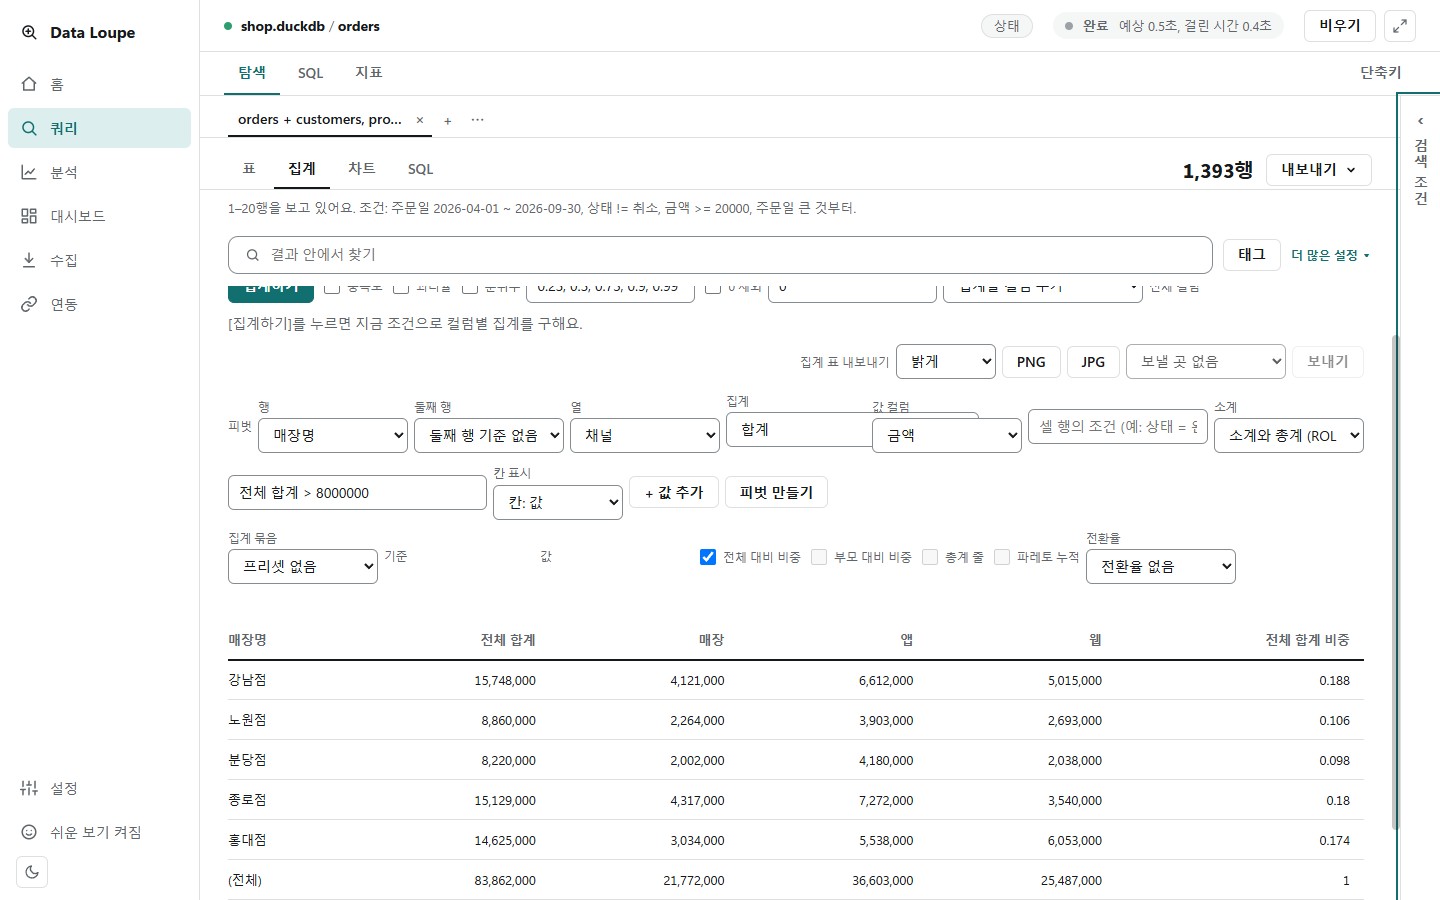 Data Loupe
홈
쿼리
분석
대시보드
수집
연동
설정
쉬운 보기 켜짐
shop.duckdb / orders
상태
완료 예상 0.5초, 걸린 시간 0.4초
비우기
탐색 SQL 지표
단축키
orders + customers, pro... × + ···
표 집계 차트 SQL
1,393행
내보내기
1–20행을 보고 있어요. 조건: 주문일 2026-04-01 ~ 2026-09-30, 상태 != 취소, 금액 >= 20000, 주문일 큰 것부터.
결과 안에서 찾기
태그
더 많은 설정
집계하기 0.25, 0.5, 0.75, 0.9, 0.99 0 제외 0
[집계하기]를 누르면 지금 조건으로 컬럼별 집계를 구해요.
집계 표 내보내기 밝게 PNG JPG 보낼 곳 없음 보내기
피벗
행 둘째 행 열 집계 값 컬럼 소계
매장명 둘째 행 기준 없음 채널 합계 금액 셀 행의 조건 (예: 상태 = 소계와 총계 (ROL
칸 표시
전체 합계 > 8000000 칸: 값 + 값 추가 피벗 만들기
집계 묶음 기준 값 전체 대비 비중 부모 대비 비중 총계 줄 파레토 누적 전환율
프리셋 없음 전환율 없음
매장명 전체 합계 매장 앱 웹 전체 합계 비중
강남점 15,748,000 4,121,000 6,612,000 5,015,000 0.188
노원점 8,860,000 2,264,000 3,903,000 2,693,000 0.106
분당점 8,220,000 2,002,000 4,180,000 2,038,000 0.098
종로점 15,129,000 4,317,000 7,272,000 3,540,000 0.18
홍대점 14,625,000 3,034,000 5,538,000 6,053,000 0.174
(전체) 83,862,000 21,772,000 36,603,000 25,487,000 1
검색 조건